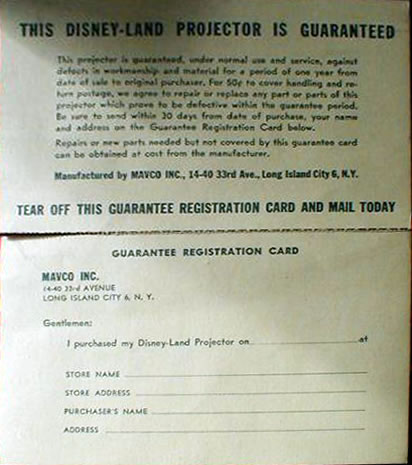 THIS DISNEY-LAND PROJECTOR IS GUARANTEED
This projector is guaranteed, under normal use and service, against
defects in workmanship and material for a period of one year from
date of sale to original purchaser. For 50¢ to cover handling and re-
turn postage, we agree to repair or replace any part or parts of this
projector which prove to be defective within the guarantee period.
Be sure to send within 30 days from date of purchase, your name
and address on the Guarantee Registration Card below.
Repairs or new parts needed but not covered by this guarantee card
can be obtained at cost from the manufacturer.
Manufactured by MAVCO INC., 14-40 33rd Ave., Long Island City 6, N.Y.
TEAR OFF THIS GUARANTEE REGISTRATION CARD AND MAIL TODAY
GUARANTEE REGISTRATION CARD
MAVCO INC.
14-40 33rd AVENUE
LONG ISLAND CITY 6, N. Y.
Gentlemen:
I purchased my Disney-Land Projector on at
STORE NAME
STORE ADDRESS
PURCHASER'S NAME
ADDRESS